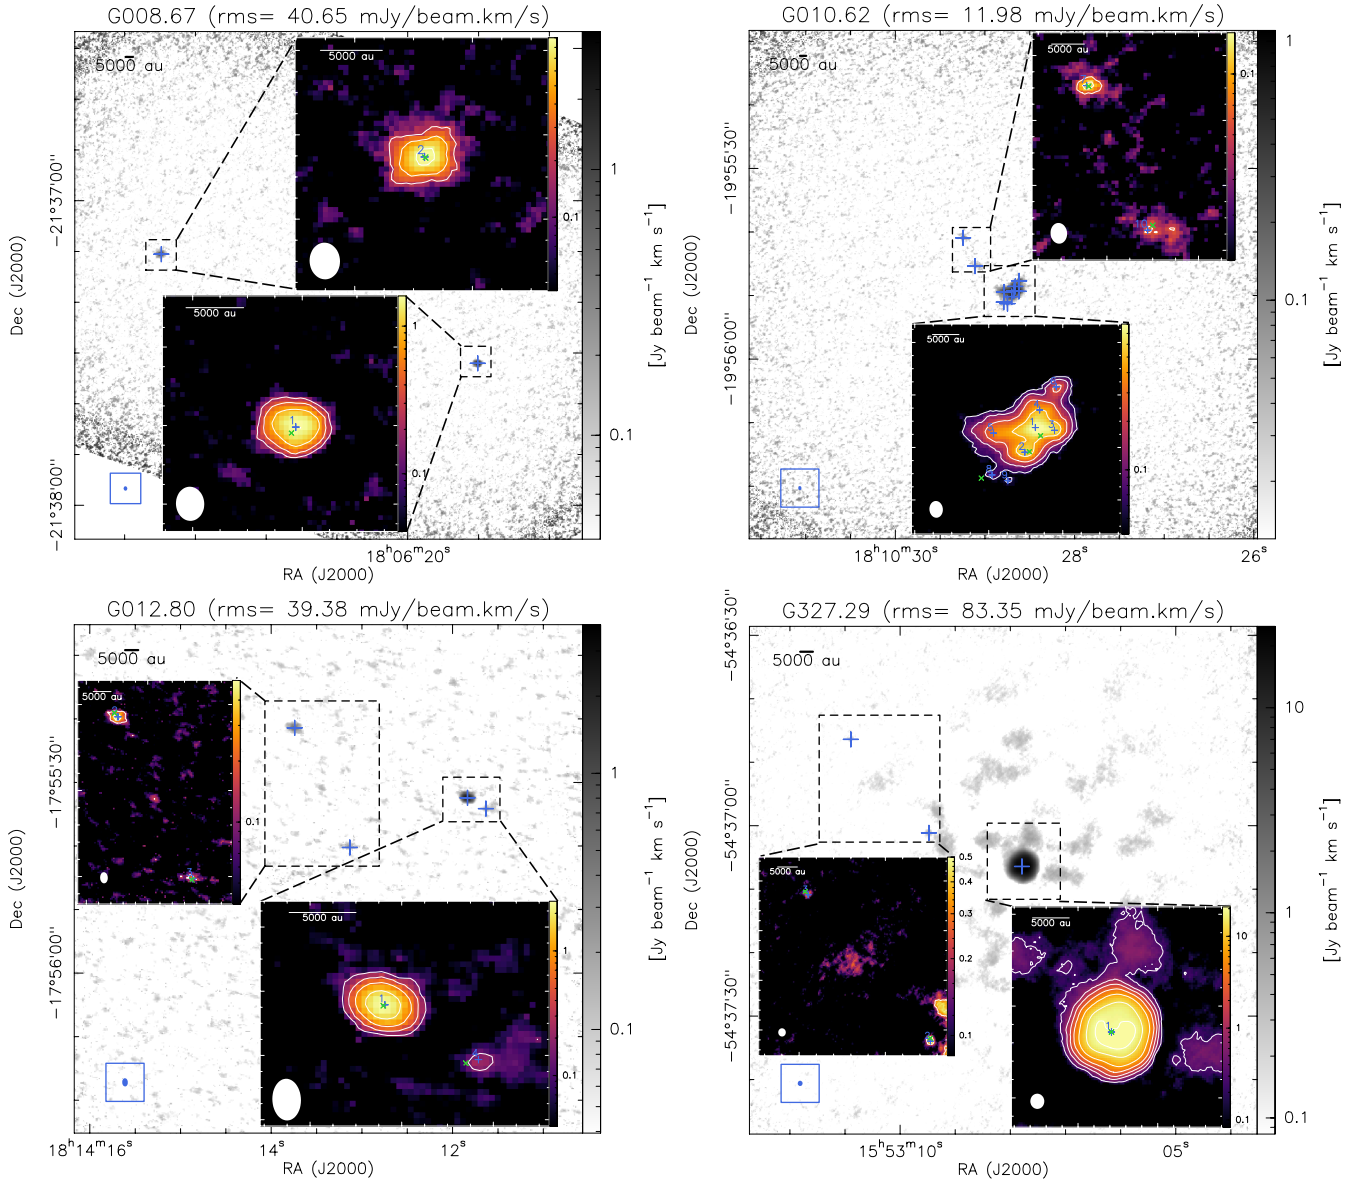 G008.67 (rms= 40.65 mJy/beam.km/s)
5000 au
5000 au
2
0.1
5000 au
1
1
0.1
1
0.1
[Jy beam⁻¹ km s⁻¹]
Dec (J2000)
−21°37'00"
−21°38'00"
18ʰ06ᵐ20ˢ
RA (J2000)
G010.62 (rms= 11.98 mJy/beam.km/s)
5000 au
5000 au
0.1
5000 au
1
2
3
0.1
1
0.1
[Jy beam⁻¹ km s⁻¹]
Dec (J2000)
−19°55'30"
−19°56'00"
18ʰ10ᵐ30ˢ
28ˢ
26ˢ
RA (J2000)
G012.80 (rms= 39.38 mJy/beam.km/s)
5000 au
5000 au
0.1
5000 au
1
1
0.1
1
0.1
[Jy beam⁻¹ km s⁻¹]
Dec (J2000)
−17°55'30"
−17°56'00"
18ʰ14ᵐ16ˢ
14ˢ
12ˢ
RA (J2000)
G327.29 (rms= 83.35 mJy/beam.km/s)
5000 au
5000 au
0.5
0.4
0.3
0.2
0.1
5000 au
1
10
1
0.1
10
1
0.1
[Jy beam⁻¹ km s⁻¹]
Dec (J2000)
−54°36'30"
−54°37'00"
−54°37'30"
15ʰ53ᵐ10ˢ
05ˢ
RA (J2000)